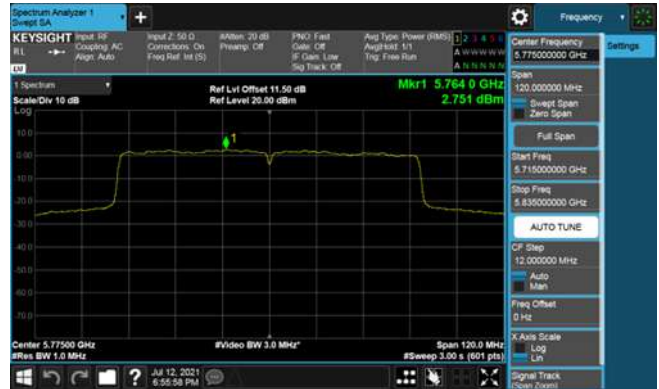 Spectrum Analyzer 1
Swept SA
+
Frequency
KEYSIGHT
Input: RF
Input Z: 50 Ω
#Atten: 20 dB
PNO: Fast
Avg Type: Power (RMS)
1 2 3 4 5 6
RL
Coupling: AC
Corrections: On
Preamp: Off
Gate: Off
Avg|Hold: 1/1
A W W W W W
Align: Auto
Freq Ref: Int (S)
IF Gain: Low
Trig: Free Run
Sig Track: Off
A N N N N N
Center Frequency
5.775000000 GHz
Settings
Span
120.000000 MHz
Swept Span
Zero Span
Full Span
Start Freq
5.715000000 GHz
Stop Freq
5.835000000 GHz
AUTO TUNE
CF Step
12.000000 MHz
Auto
Man
Freq Offset
0 Hz
X Axis Scale
Log
Lin
Signal Track
(Span Zoom)
1 Spectrum
Ref Lvl Offset 11.50 dB
Mkr1 5.764 0 GHz
Scale/Div 10 dB
Ref Level 20.00 dBm
2.751 dBm
Log
10.0
0.00
-10.0
-20.0
-30.0
-40.0
-50.0
-60.0
-70.0
1
Center 5.77500 GHz
#Video BW 3.0 MHz*
Span 120.0 MHz
#Res BW 1.0 MHz
#Sweep 3.00 s (601 pts)
?
Jul 12, 2021
6:55:58 PM